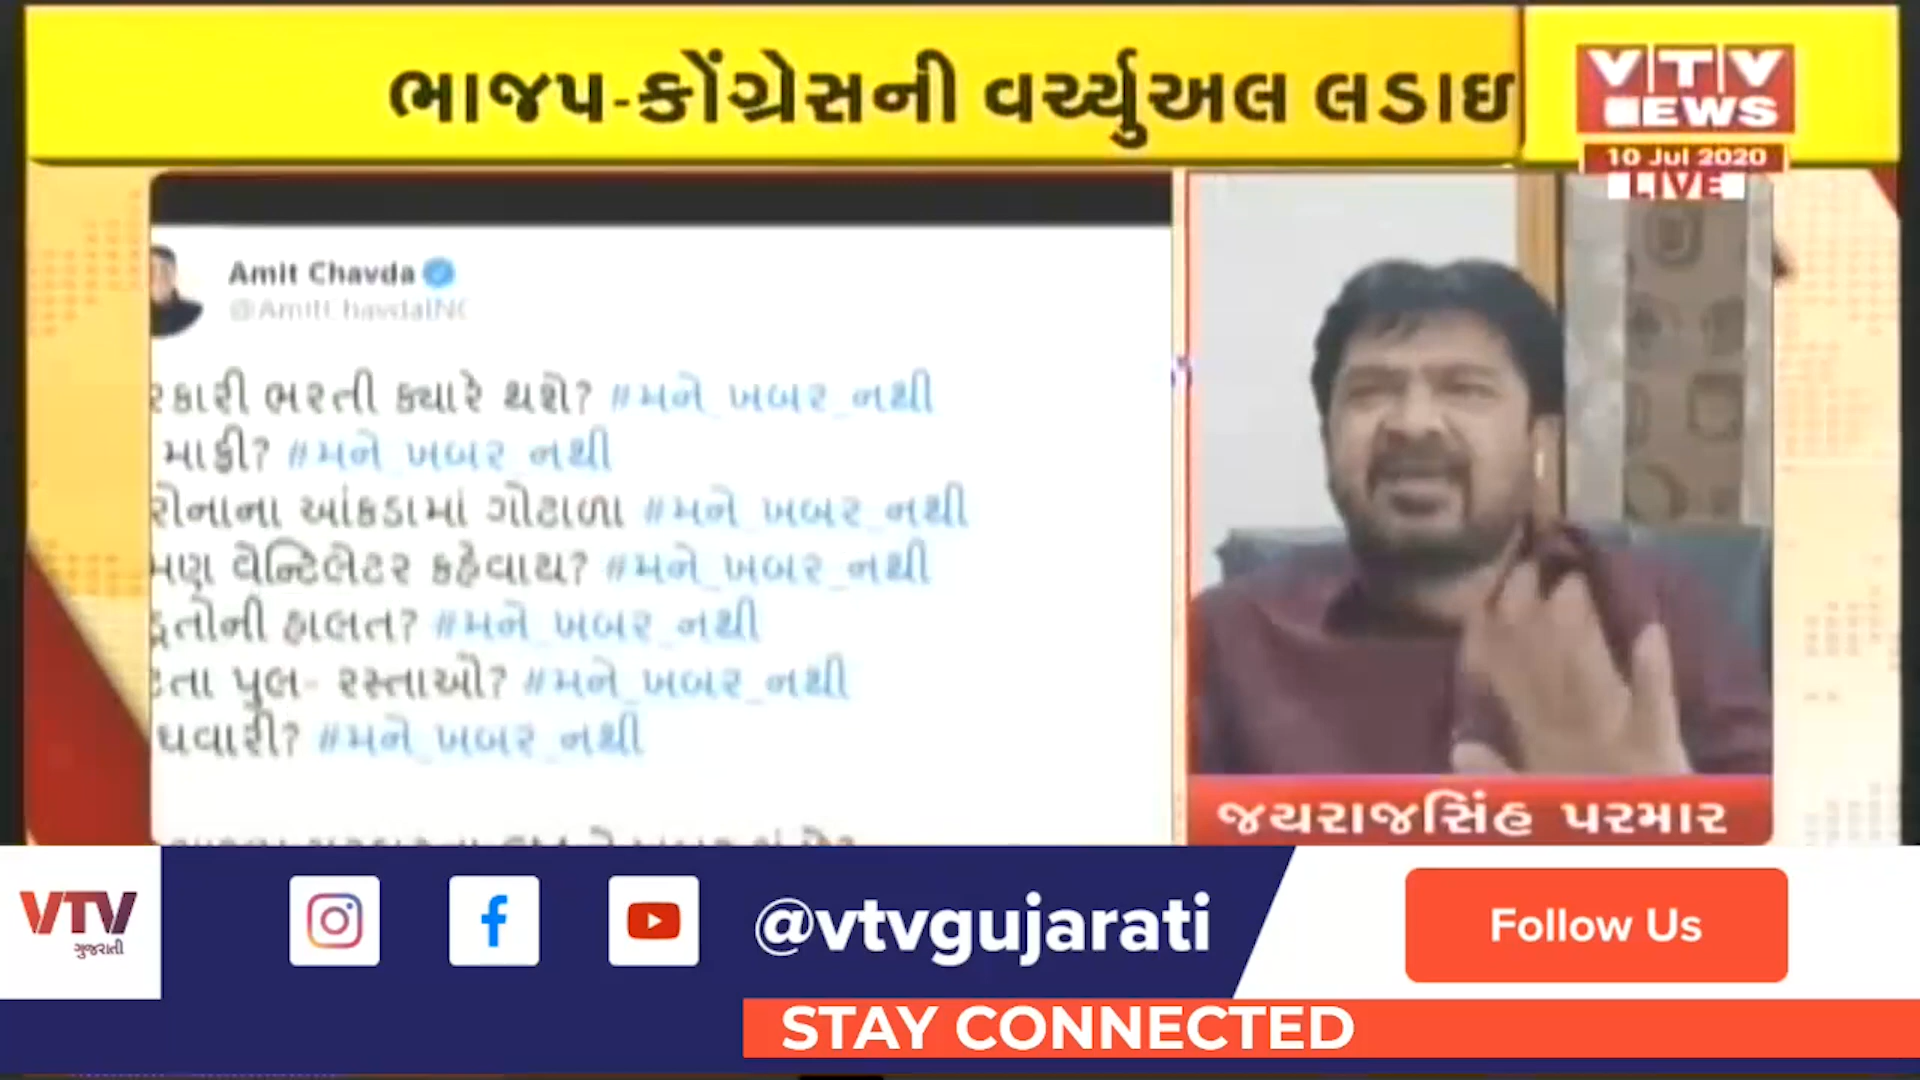 ભાજપ-કોંગ્રેસની વર્ચ્યુઅલ લડાઇ
VTV
NEWS
10 Jul 2020
LIVE
Amit Chavda
@AmitChavdaINC
રકારી ભરતી ક્યારે થશે? #મને_ખબર_નથી
માફી? #મને_ખબર_નથી
રોનાના આંકડામાં ગોટાળા #મને_ખબર_નથી
મણ વેન્ટિલેટર કહેવાય? #મને_ખબર_નથી
ડૂતોની હાલત? #મને_ખબર_નથી
ટતા પુલ- રસ્તાઓ? #મને_ખબર_નથી
ઘવારી? #મને_ખબર_નથી
જયરાજસિંહ પરમાર
VTV
ગુજરાતી
@vtvgujarati
Follow Us
STAY CONNECTED